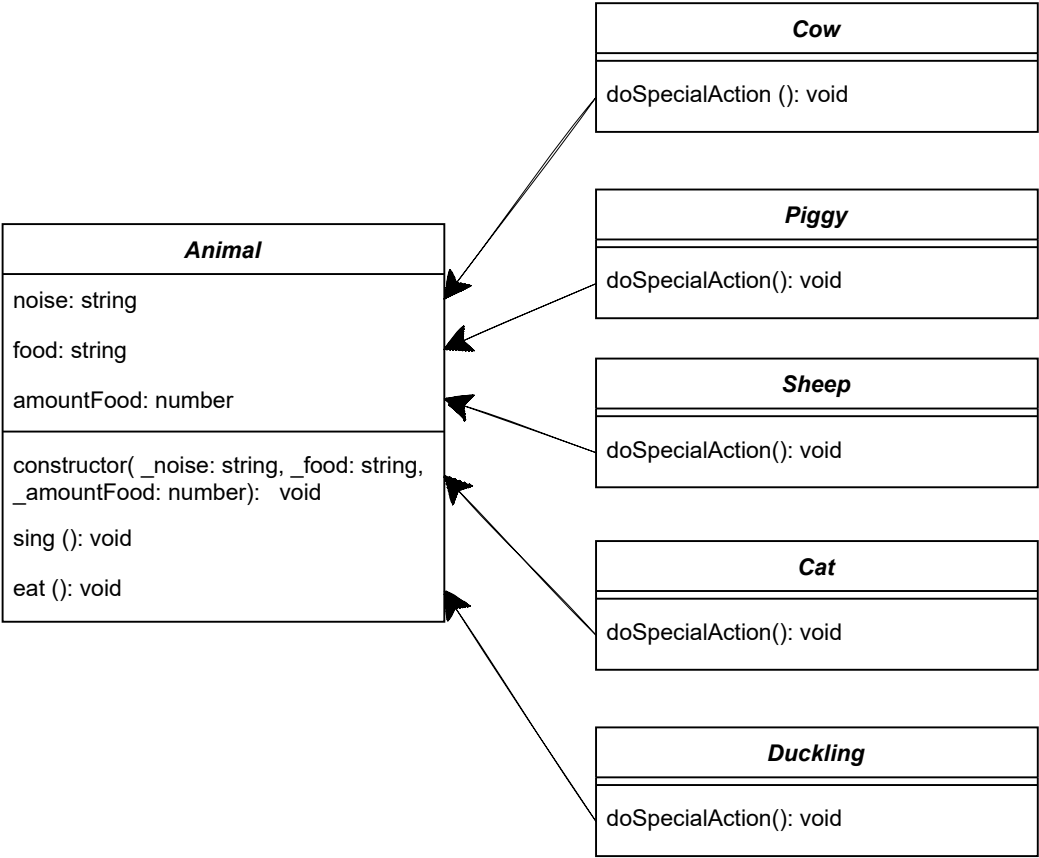 Animal
noise: string
food: string
amountFood: number
constructor( _noise: string, _food: string,
_amountFood: number):   void
sing (): void
eat (): void
Cow
doSpecialAction (): void
Piggy
doSpecialAction(): void
Sheep
doSpecialAction(): void
Cat
doSpecialAction(): void
Duckling
doSpecialAction(): void